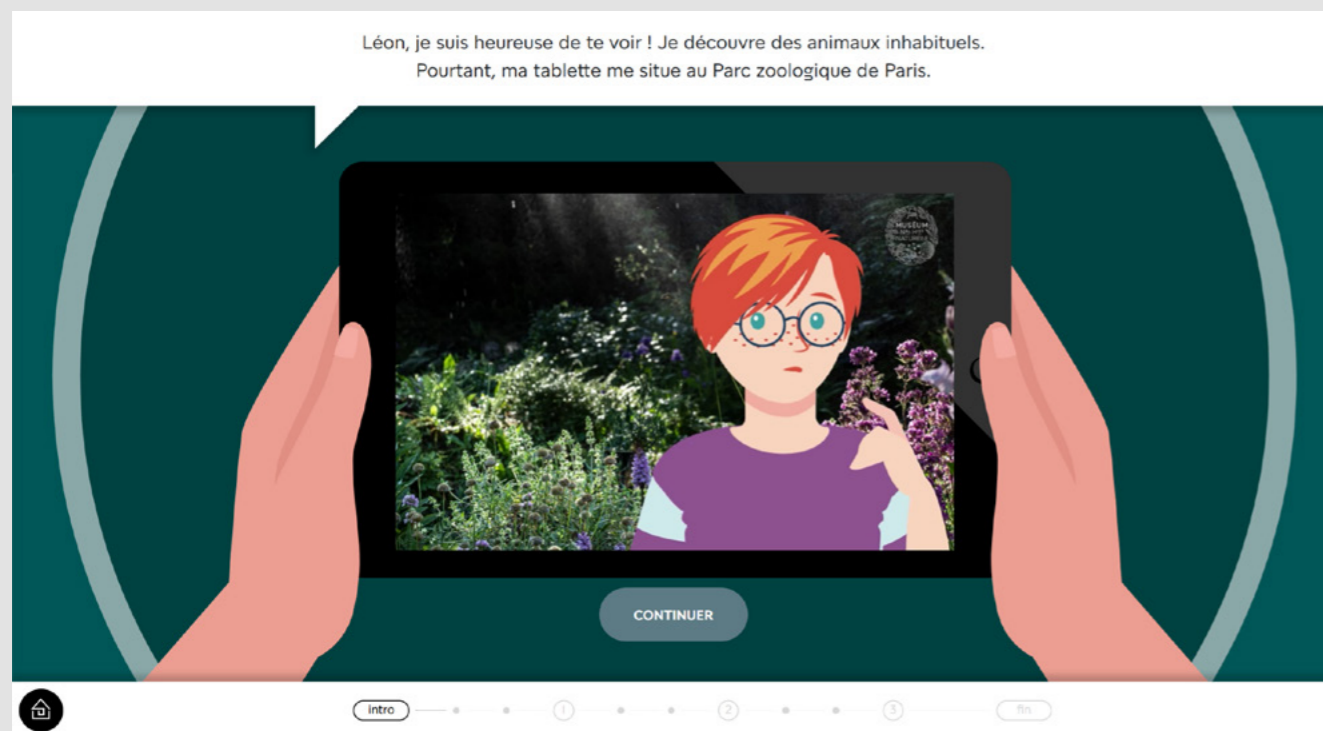 Léon, je suis heureuse de te voir ! Je découvre des animaux inhabituels.
Pourtant, ma tablette me situe au Parc zoologique de Paris.
MUSEUM
CONTINUER
intro
1
2
3
fin